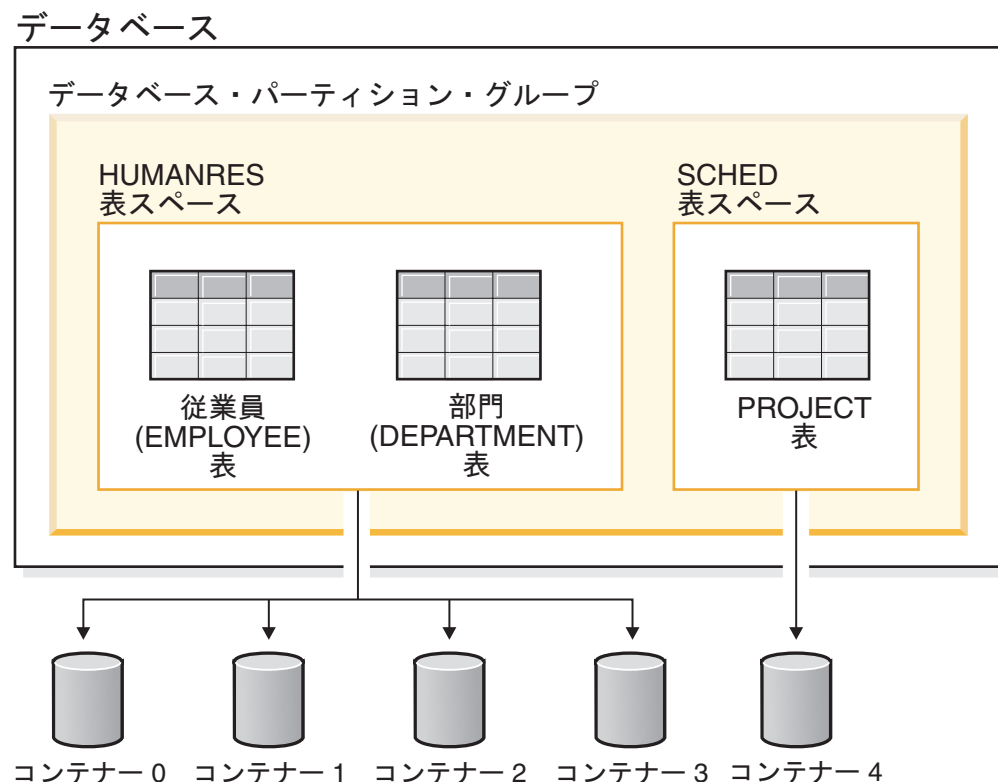 データベース
データベース・パーティション・グループ
HUMANRES
表スペース
SCHED
表スペース
従業員
(EMPLOYEE)
表
部門
(DEPARTMENT)
表
PROJECT
表
コンテナー 0
コンテナー 1
コンテナー 2
コンテナー 3
コンテナー 4